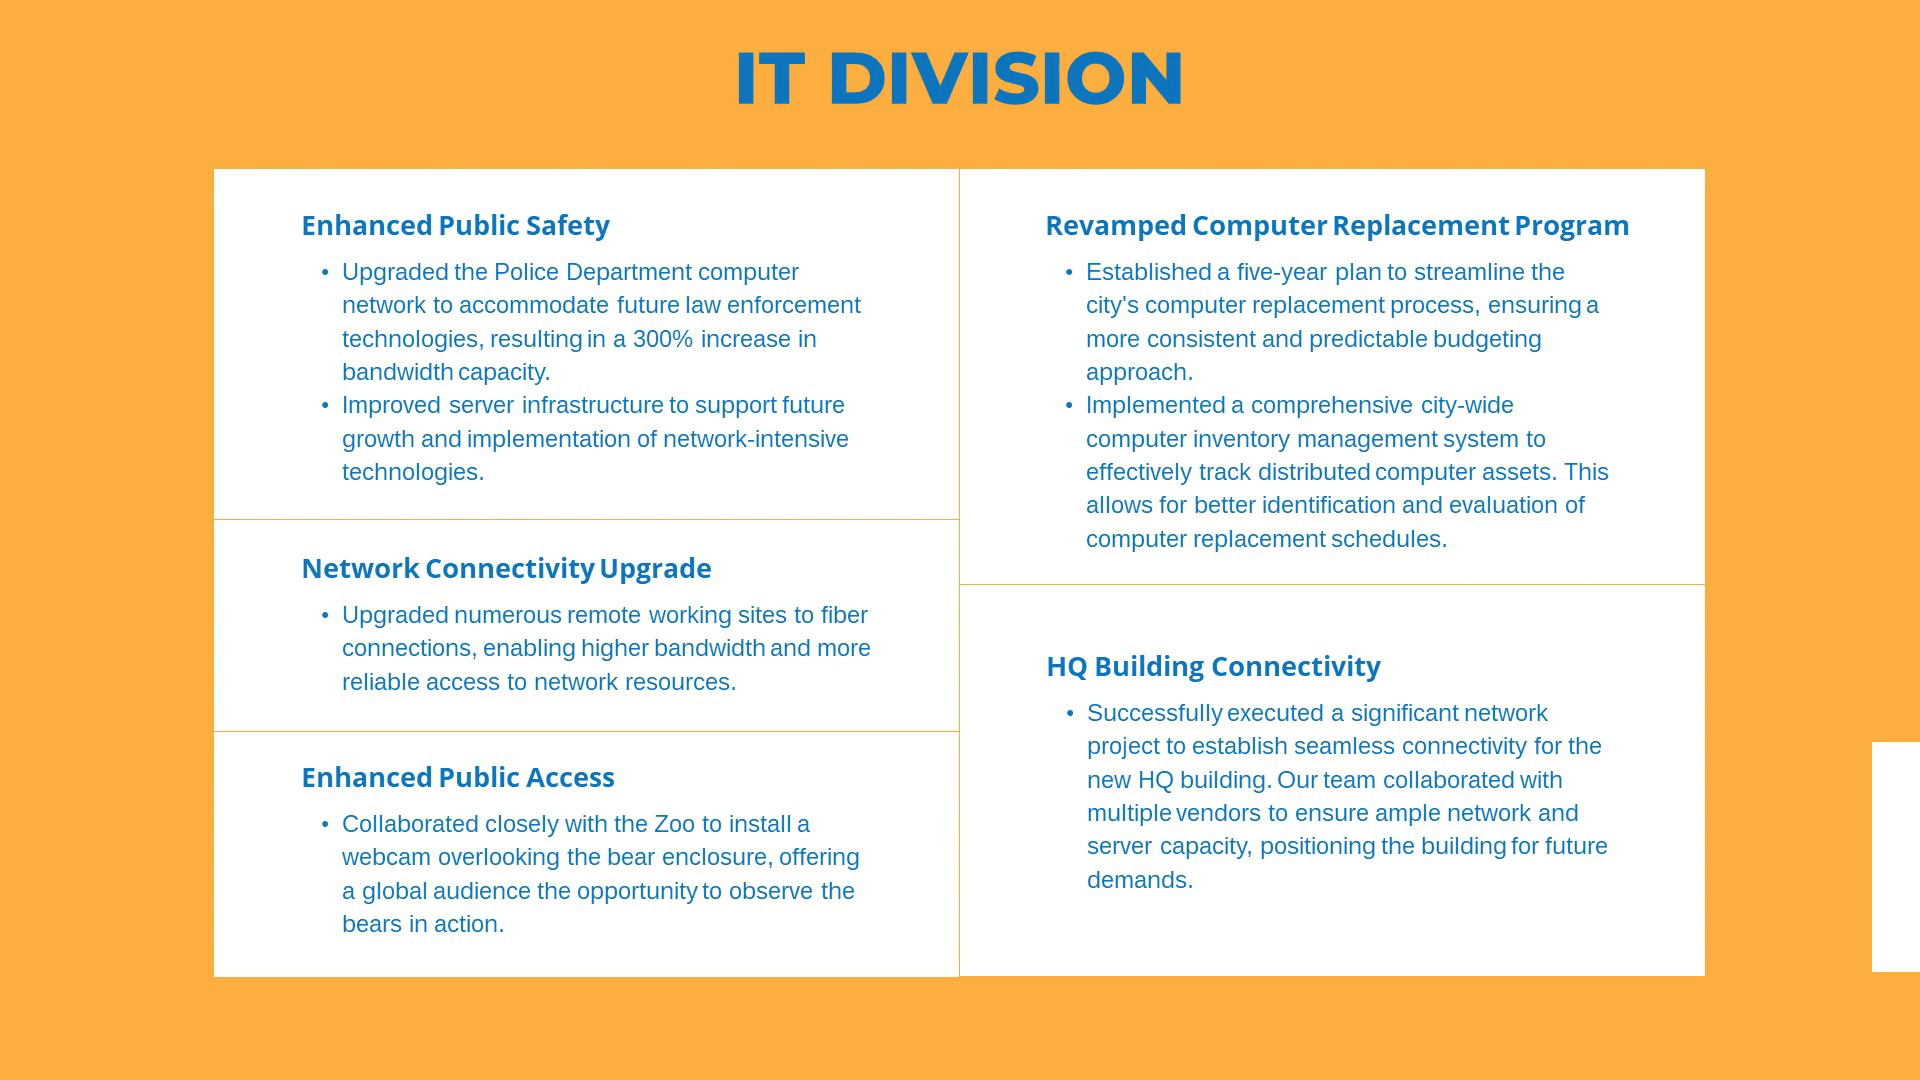 IT DIVISION
Enhanced Public Safety
• Upgraded the Police Department computer
network to accommodate future law enforcement
technologies, resulting in a 300% increase in
bandwidth capacity.
• Improved server infrastructure to support future
growth and implementation of network-intensive
technologies.
Network Connectivity Upgrade
• Upgraded numerous remote working sites to fiber
connections, enabling higher bandwidth and more
reliable access to network resources.
Enhanced Public Access
• Collaborated closely with the Zoo to install a
webcam overlooking the bear enclosure, offering
a global audience the opportunity to observe the
bears in action.
Revamped Computer Replacement Program
• Established a five-year plan to streamline the
city's computer replacement process, ensuring a
more consistent and predictable budgeting
approach.
• Implemented a comprehensive city-wide
computer inventory management system to
effectively track distributed computer assets. This
allows for better identification and evaluation of
computer replacement schedules.
HQ Building Connectivity
• Successfully executed a significant network
project to establish seamless connectivity for the
new HQ building. Our team collaborated with
multiple vendors to ensure ample network and
server capacity, positioning the building for future
demands.